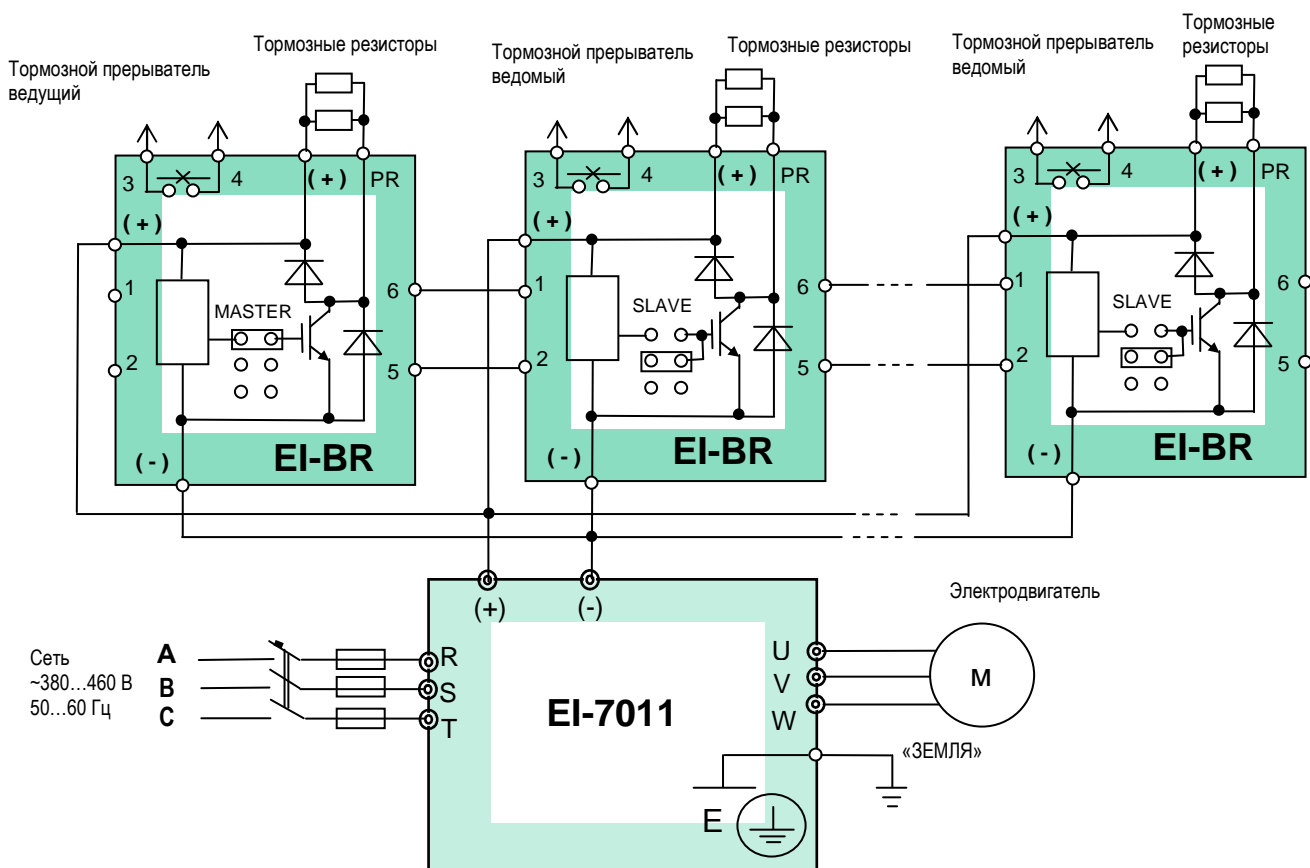 Тормозной прерыватель
ведущий
Тормозные резисторы
Тормозной прерыватель
ведомый
Тормозные резисторы
Тормозной прерыватель
ведомый
Тормозные
резисторы
3
4
(+)
PR
(+)
1
2
MASTER
6
5
(-)
EI-BR
3
4
(+)
PR
(+)
1
2
SLAVE
6
5
(-)
EI-BR
3
4
(+)
PR
(+)
1
2
SLAVE
6
5
(-)
EI-BR
Сеть
~380...460 В
50...60 Гц
A
B
C
(+)
(-)
R
S
T
EI-7011
U
V
W
E
Электродвигатель
М
«ЗЕМЛЯ»